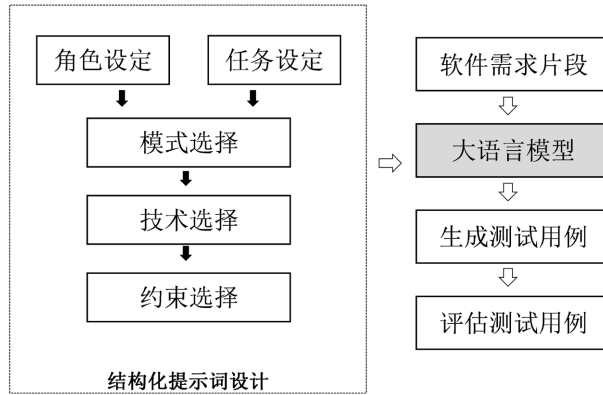 角色设定
任务设定
模式选择
技术选择
约束选择
结构化提示词设计
软件需求片段
大语言模型
生成测试用例
评估测试用例